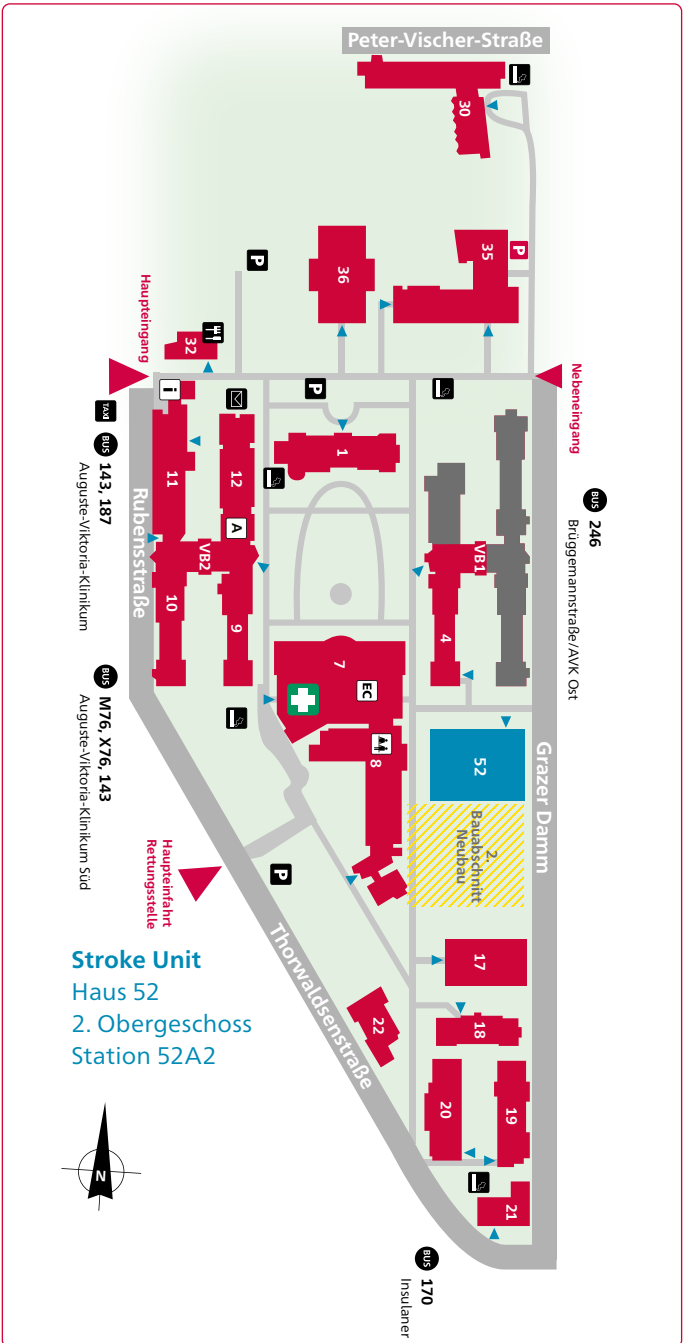 Peter-Vischer-Straße
30
35
P
36
P
Haupteingang
32
Nebeneingang
i
P
TAXI
BUS 143, 187
Auguste-Viktoria-Klinikum
11
12
1
A
Rubensstraße
VB2
10
9
BUS 246
Brüggemannstraße/AVK Ost
VB1
4
7
EC
8
BUS M76, X76, 143
Auguste-Viktoria-Klinikum Süd
52
Grazer Damm
2.
Bauabschnitt
Neubau
Haupteinfahrt
Rettungsstelle
P
Thorwaldsenstraße
17
18
22
20
19
21
Stroke Unit
Haus 52
2. Obergeschoss
Station 52A2
N
BUS 170
Insulaner